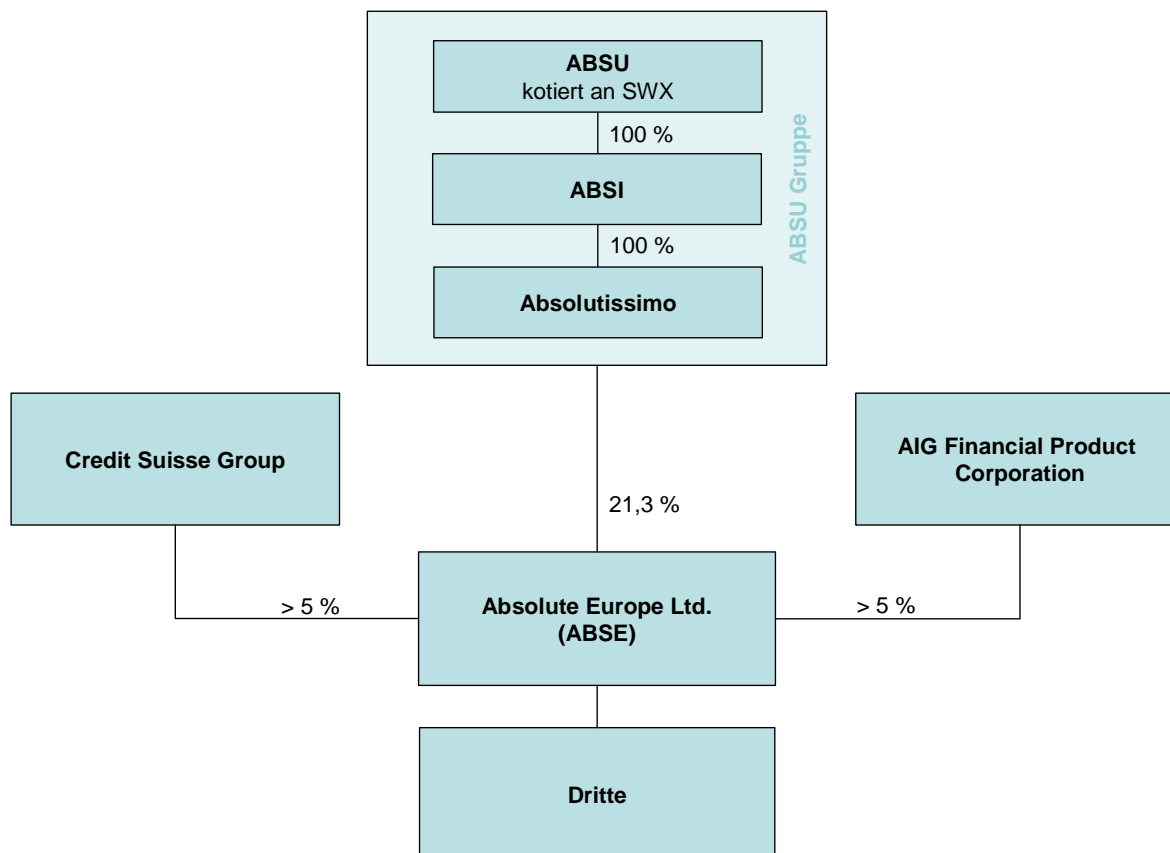 ABSU
kotiert an SWX
100 %
ABSI
100 %
Absolutissimo
ABSU Gruppe
Credit Suisse Group
AIG Financial Product
Corporation
21,3 %
> 5 %
Absolute Europe Ltd.
(ABSE)
> 5 %
Dritte